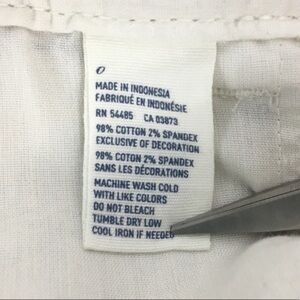 0
MADE IN INDONESIA
FABRIQUÉ EN INDONÉSIE
RN 54485 CA 03873
98% COTTON 2% SPANDEX
EXCLUSIVE OF DECORATION
98% COTTON 2% SPANDEX
SANS LES DÉCORATIONS
MACHINE WASH COLD
WITH LIKE COLORS
DO NOT BLEACH
TUMBLE DRY LOW
COOL IRON IF NEEDED